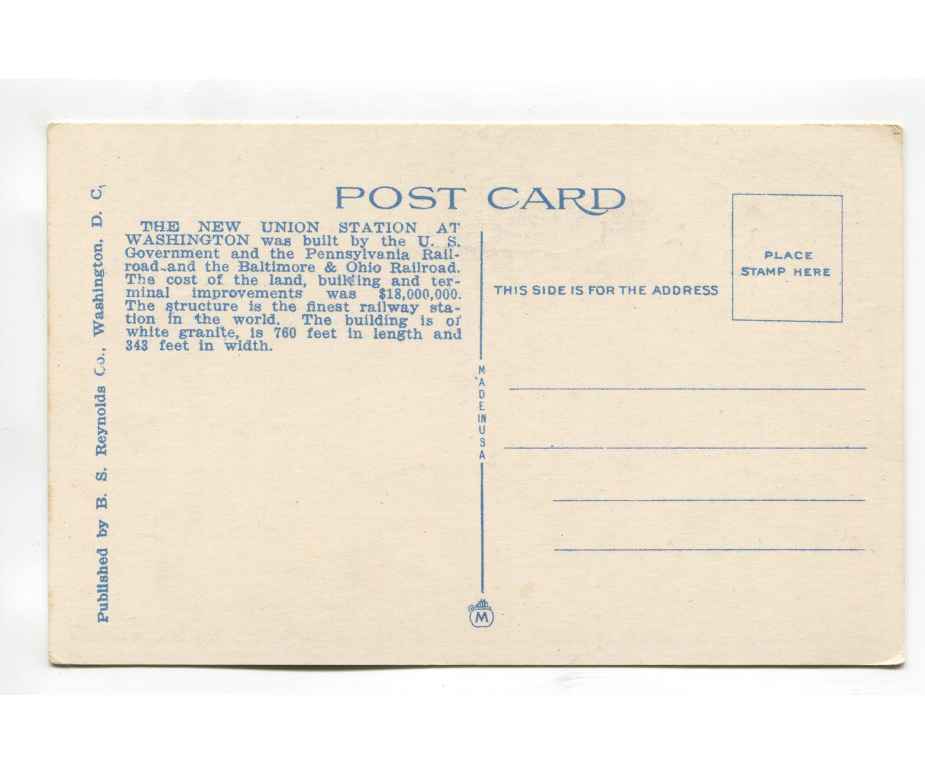 POST CARD
THE NEW UNION STATION AT
WASHINGTON was built by the U. S.
Government and the Pennsylvania Rail-
road and the Baltimore & Ohio Railroad.
The cost of the land, building and ter-
minal improvements was $18,000,000.
The structure is the finest railway sta-
tion in the world. The building is of
white granite, is 760 feet in length and
343 feet in width.
Published by B. S. Reynolds Co., Washington, D. C.
MADE IN USA
M
THIS SIDE IS FOR THE ADDRESS
PLACE
STAMP HERE